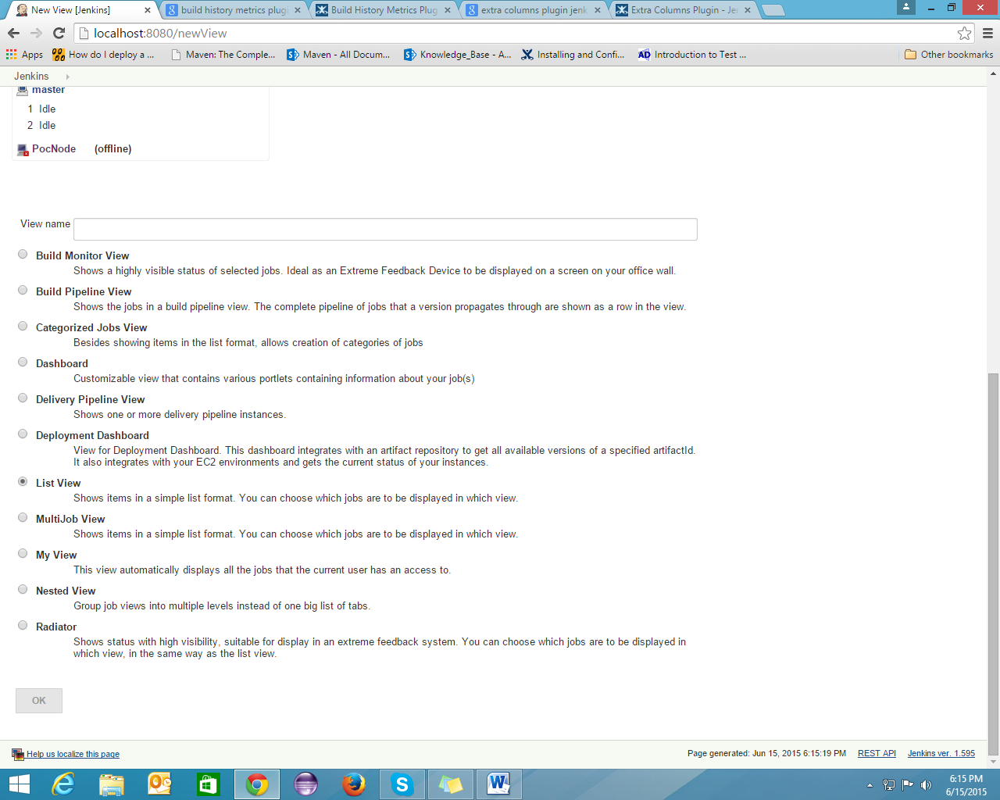 New View [Jenkins]
build history metrics plugi
Build History Metrics Plug
extra columns plugin jenk
Extra Columns Plugin - Je
localhost:8080/newView
Apps
How do I deploy a ...
Maven: The Comple...
Maven - All Docum...
Knowledge_Base - A...
Installing and Confi...
AD Introduction to Test ...
Other bookmarks
Jenkins
master
1 Idle
2 Idle
PocNode (offline)
View name
Build Monitor View
Shows a highly visible status of selected jobs. Ideal as an Extreme Feedback Device to be displayed on a screen on your office wall.
Build Pipeline View
Shows the jobs in a build pipeline view. The complete pipeline of jobs that a version propagates through are shown as a row in the view.
Categorized Jobs View
Besides showing items in the list format, allows creation of categories of jobs
Dashboard
Customizable view that contains various portlets containing information about your job(s)
Delivery Pipeline View
Shows one or more delivery pipeline instances.
Deployment Dashboard
View for Deployment Dashboard. This dashboard integrates with an artifact repository to get all available versions of a specified artifactId.
It also integrates with your EC2 environments and gets the current status of your instances.
List View
Shows items in a simple list format. You can choose which jobs are to be displayed in which view.
MultiJob View
Shows items in a simple list format. You can choose which jobs are to be displayed in which view.
My View
This view automatically displays all the jobs that the current user has an access to.
Nested View
Group job views into multiple levels instead of one big list of tabs.
Radiator
Shows status with high visibility, suitable for display in an extreme feedback system. You can choose which jobs are to be displayed in
which view, in the same way as the list view.
OK
Help us localize this page
Page generated: Jun 15, 2015 6:15:19 PM
REST API
Jenkins ver. 1.595
6:15 PM
6/15/2015